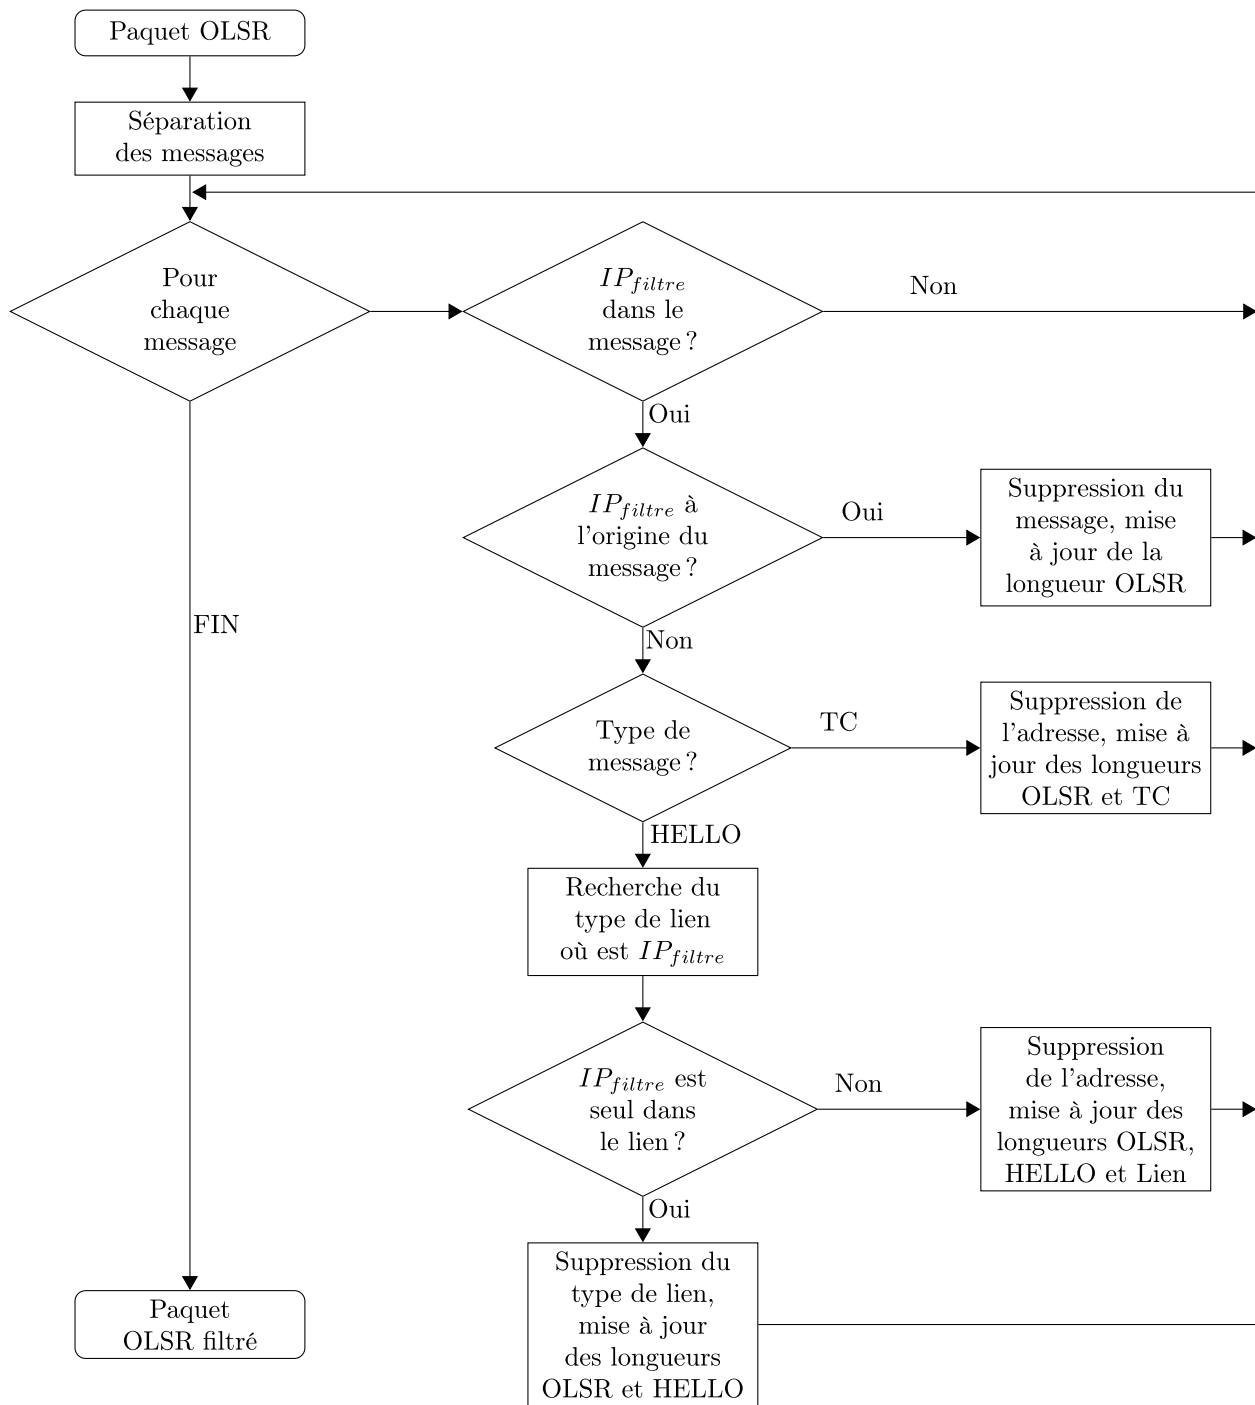 Paquet OLSR
Séparation
des messages
Pour
chaque
message
IP_filtre
dans le
message ?
Non
Oui
IP_filtre à
l'origine du
message ?
Oui
Suppression du
message, mise
à jour de la
longueur OLSR
FIN
Non
Type de
message ?
TC
Suppression de
l'adresse, mise à
jour des longueurs
OLSR et TC
HELLO
Recherche du
type de lien
où est IP_filtre
IP_filtre est
seul dans
le lien ?
Non
Suppression
de l'adresse,
mise à jour des
longueurs OLSR,
HELLO et Lien
Oui
Suppression du
type de lien,
mise à jour
des longueurs
OLSR et HELLO
Paquet
OLSR filtré